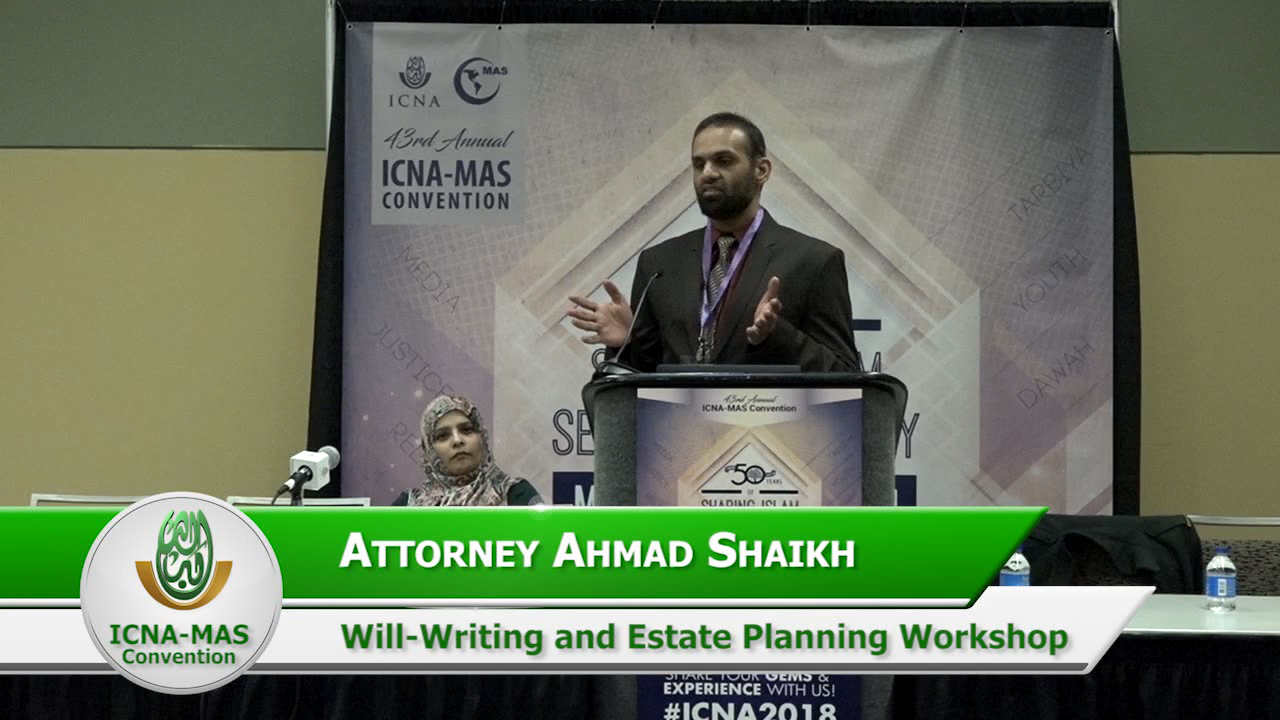 ICNA
MAS
43rd Annual
ICNA-MAS
CONVENTION
MEDIA
JUSTICE
TARBIYA
YOUTH
DAWAH
43rd Annual
ICNA-MAS Convention
50
YEARS
OF
SHARING ISLAM
ATTORNEY AHMAD SHAIKH
Will-Writing and Estate Planning Workshop
ICNA-MAS
Convention
SHARE YOUR GEMS &
EXPERIENCE WITH US!
#ICNA2018